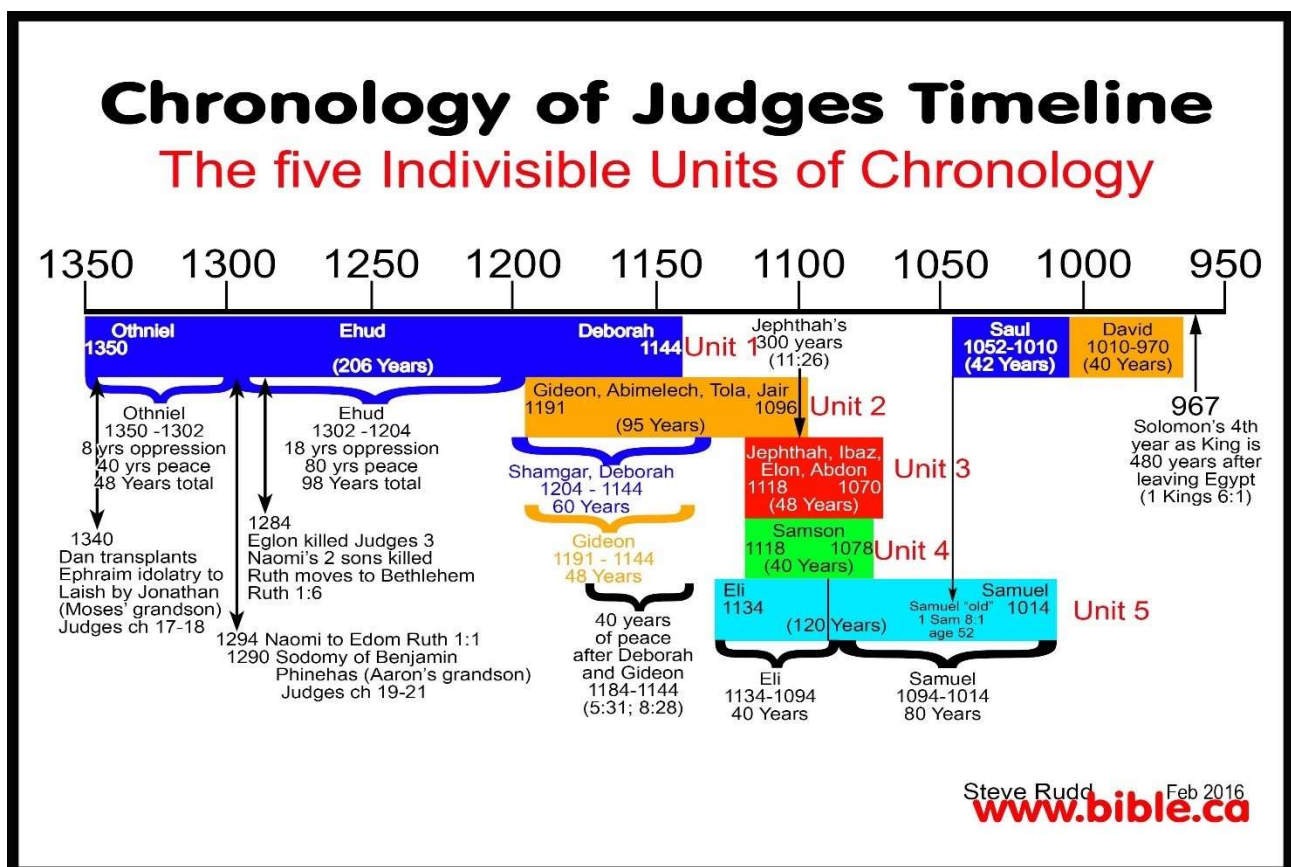 Chronology of Judges Timeline
The five Indivisible Units of Chronology
1350 1300 1250 1200 1150 1100 1050 1000 950
Othniel
1350
Ehud
(206 Years)
Deborah
1144
Unit 1
Jephthah's
300 years
(11:26)
Saul
1052-1010
(42 Years)
David
1010-970
(40 Years)
Othniel
1350 -1302
8 yrs oppression
40 yrs peace
48 Years total
Ehud
1302 -1204
18 yrs oppression
80 yrs peace
98 Years total
Gideon, Abimelech, Tola, Jair
1191 1096
(95 Years)
Unit 2
967
Solomon's 4th
year as King is
480 years after
leaving Egypt
(1 Kings 6:1)
Shamgar, Deborah
1204 - 1144
60 Years
Jephthah, Ibaz,
Elon, Abdon
1118 1070
(48 Years)
Unit 3
1340
Dan transplants
Ephraim idolatry to
Laish by Jonathan
(Moses' grandson)
Judges ch 17-18
1284
Eglon killed Judges 3
Naomi's 2 sons killed
Ruth moves to Bethlehem
Ruth 1:6
Gideon
1191 - 1144
48 Years
Samson
1118 1078
(40 Years)
Unit 4
Eli
1134
(120 Years)
Samuel "old"
1 Sam 8:1
age 52
Samuel
1014
Unit 5
1294 Naomi to Edom Ruth 1:1
1290 Sodomy of Benjamin
Phinehas (Aaron's grandson)
Judges ch 19-21
40 years
of peace
after Deborah
and Gideon
1184-1144
(5:31; 8:28)
Eli
1134-1094
40 Years
Samuel
1094-1014
80 Years
Steve Rudd Feb 2016
www.bible.ca